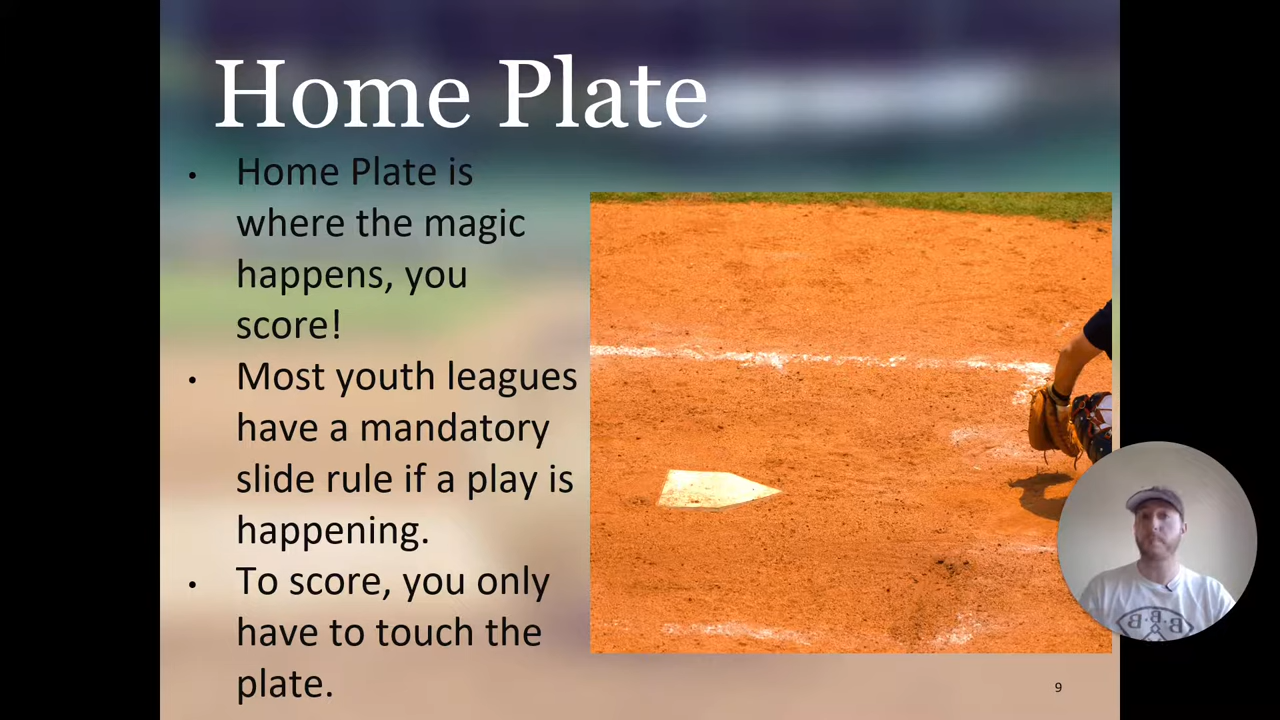 Home Plate
• Home Plate is
where the magic
happens, you
score!
• Most youth leagues
have a mandatory
slide rule if a play is
happening.
• To score, you only
have to touch the
plate.
9